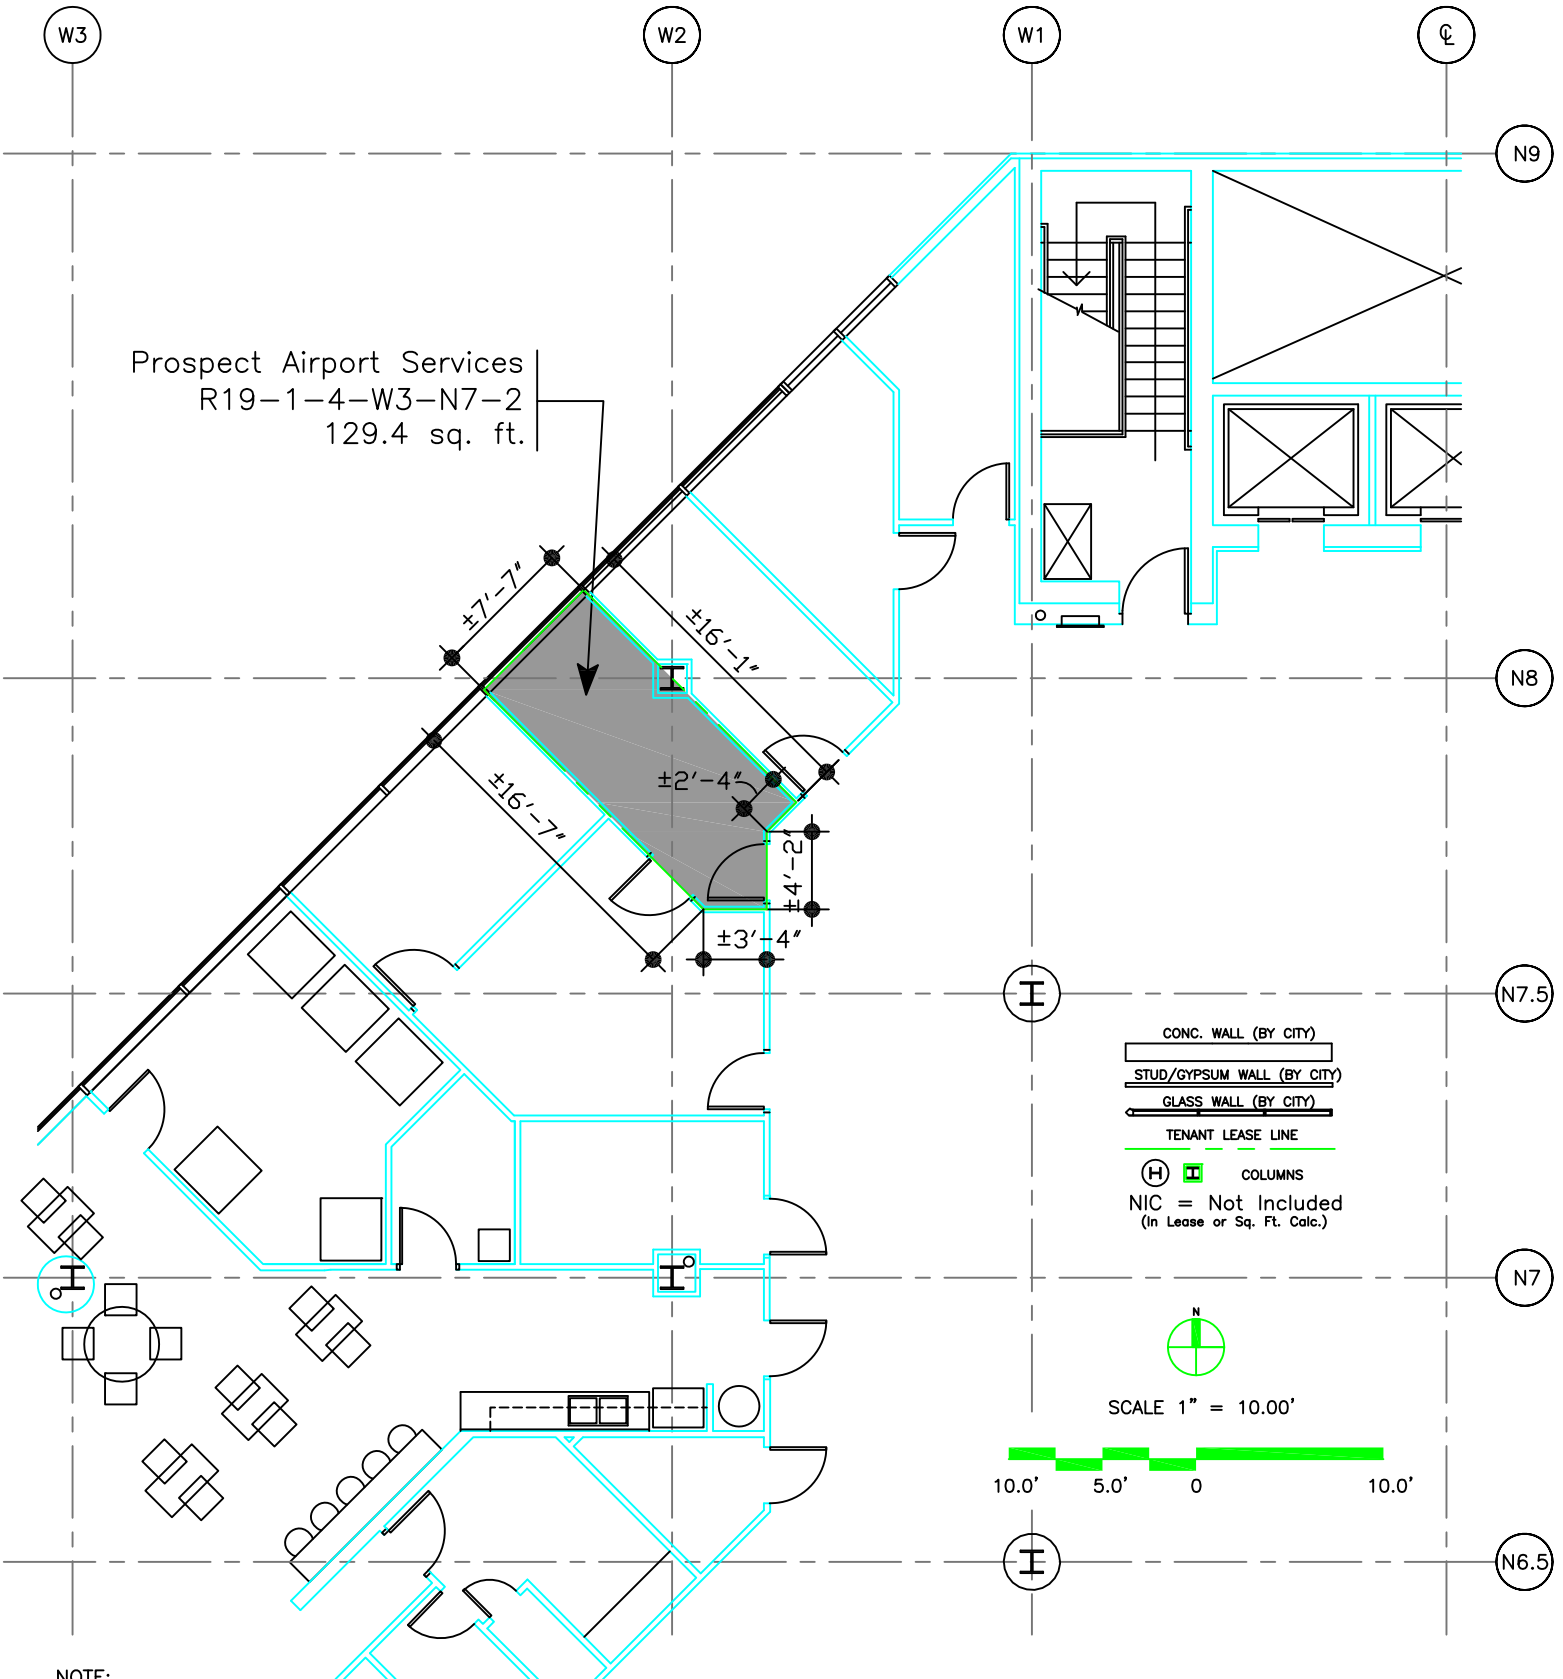 W3
W2
W1
℄
N9
Prospect Airport Services
R19-1-4-W3-N7-2
129.4 sq. ft.
±7'-7"
±16'-1"
N8
±2'-4"
±16'-7"
±4'-2"
±3'-4"
N7.5
CONC. WALL (BY CITY)
STUD/GYPSUM WALL (BY CITY)
GLASS WALL (BY CITY)
TENANT LEASE LINE
COLUMNS
NIC = Not Included
(In Lease or Sq. Ft. Calc.)
N7
N
SCALE 1" = 10.00'
10.0' 5.0' 0 10.0'
N6.5
NOTE: